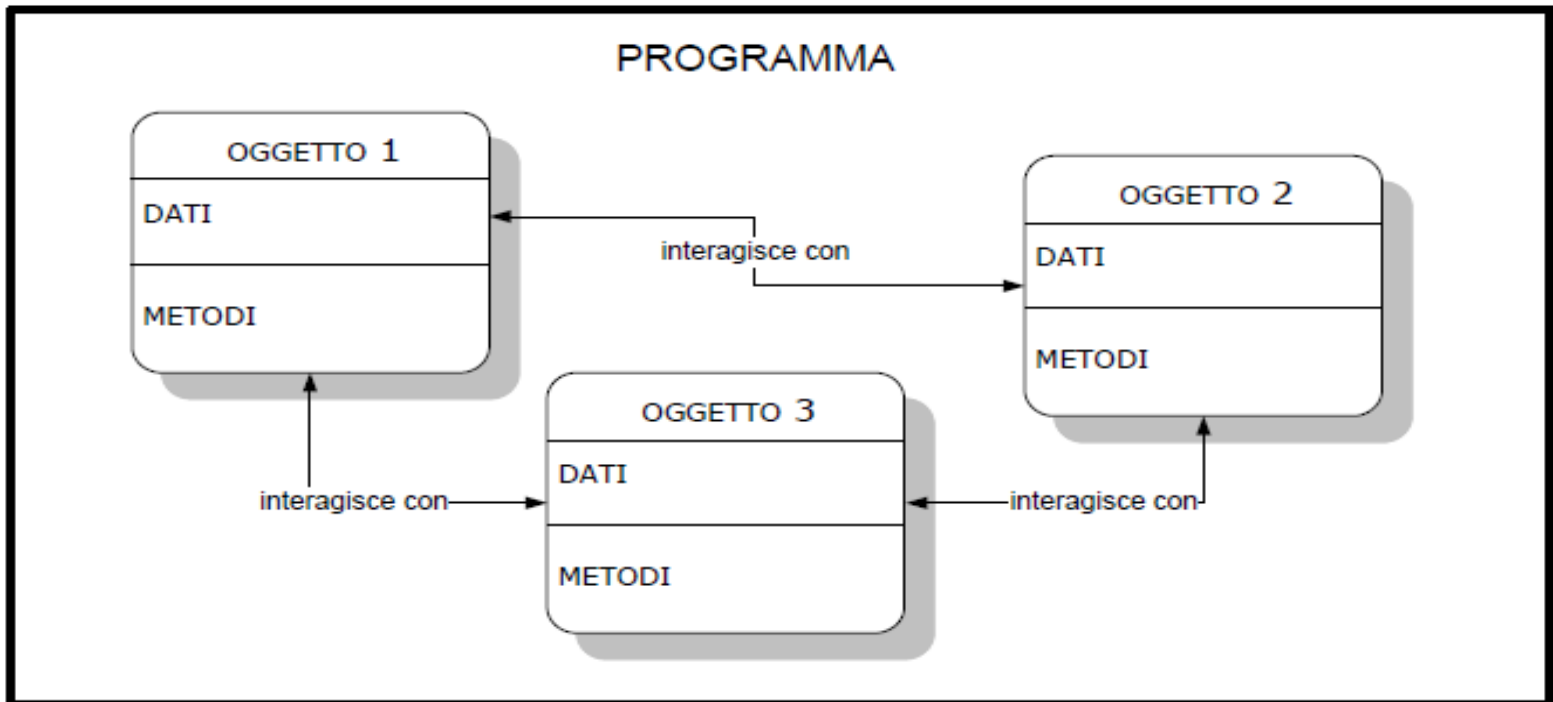 PROGRAMMA
OGGETTO 1
DATI
METODI
interagisce con
OGGETTO 2
DATI
METODI
OGGETTO 3
DATI
METODI
interagisce con
interagisce con